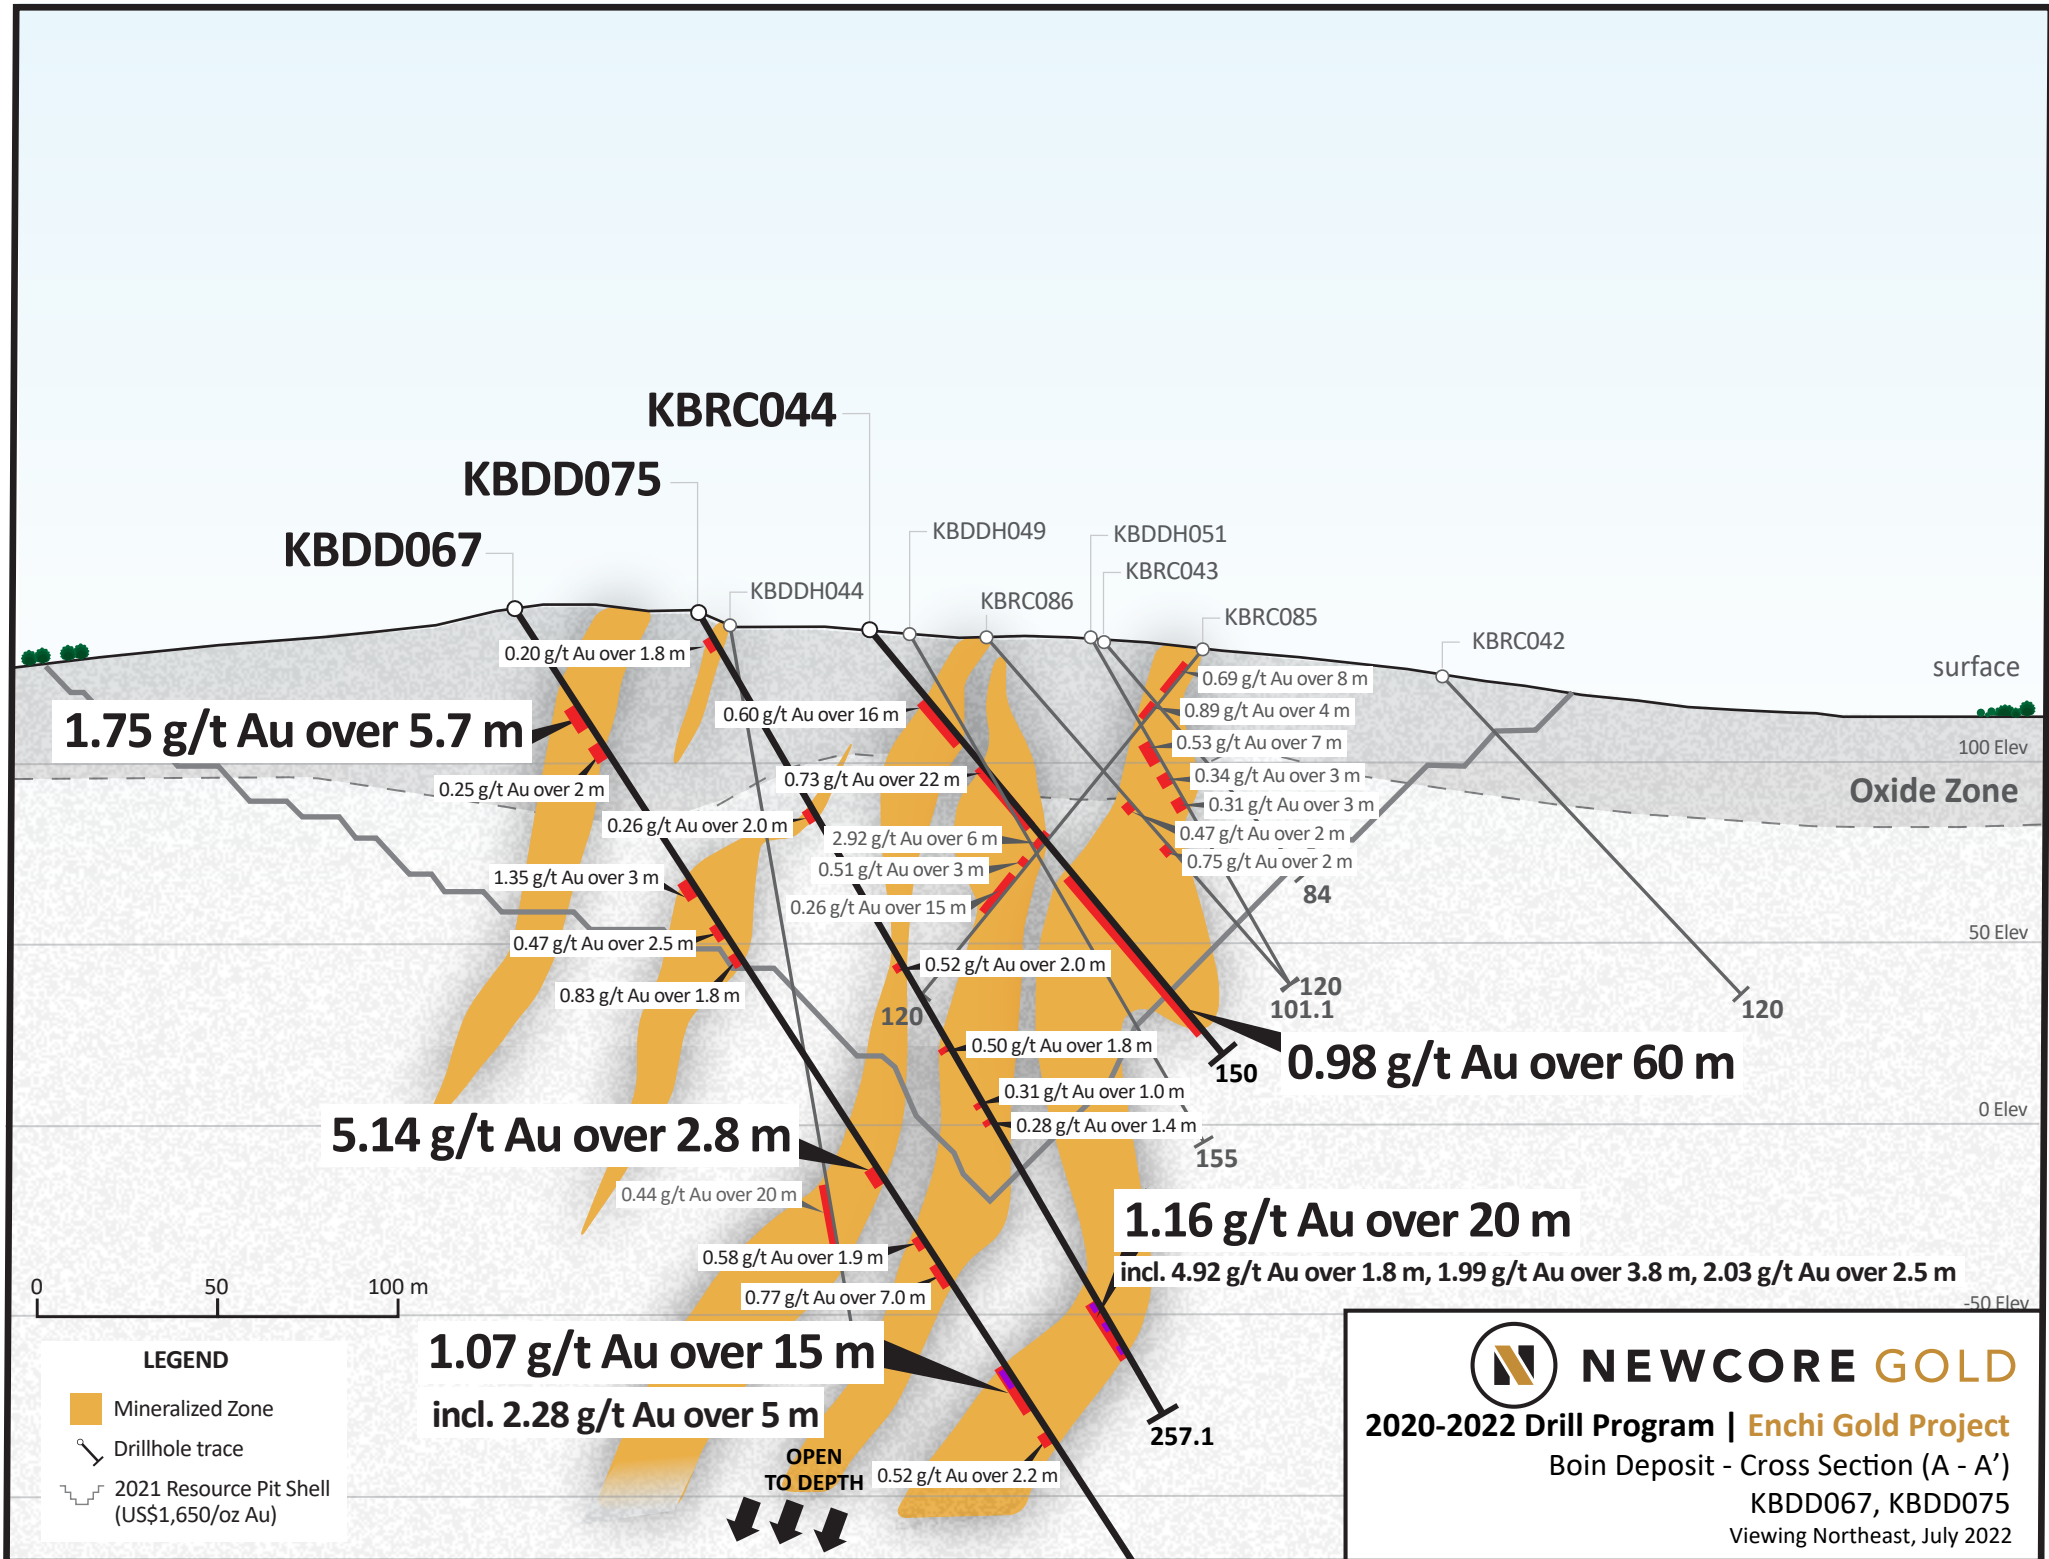 KBRC044
KBDD075
KBDD067
KBDDH049
KBDDH051
KBRC043
KBDDH044
KBRC086
KBRC085
KBRC042
surface
0.20 g/t Au over 1.8 m
0.69 g/t Au over 8 m
0.60 g/t Au over 16 m
0.89 g/t Au over 4 m
1.75 g/t Au over 5.7 m
0.53 g/t Au over 7 m
100 Elev
0.73 g/t Au over 22 m
0.34 g/t Au over 3 m
0.25 g/t Au over 2 m
Oxide Zone
0.31 g/t Au over 3 m
0.26 g/t Au over 2.0 m
2.92 g/t Au over 6 m
0.47 g/t Au over 2 m
0.51 g/t Au over 3 m
0.75 g/t Au over 2 m
1.35 g/t Au over 3 m
84
0.26 g/t Au over 15 m
50 Elev
0.47 g/t Au over 2.5 m
0.52 g/t Au over 2.0 m
0.83 g/t Au over 1.8 m
120
120
101.1
120
0.50 g/t Au over 1.8 m
0.98 g/t Au over 60 m
150
0.31 g/t Au over 1.0 m
0 Elev
0.28 g/t Au over 1.4 m
5.14 g/t Au over 2.8 m
155
0.44 g/t Au over 20 m
1.16 g/t Au over 20 m
0.58 g/t Au over 1.9 m
incl. 4.92 g/t Au over 1.8 m, 1.99 g/t Au over 3.8 m, 2.03 g/t Au over 2.5 m
0.77 g/t Au over 7.0 m
-50 Elev
0 50 100 m
1.07 g/t Au over 15 m
incl. 2.28 g/t Au over 5 m
257.1
OPEN
TO DEPTH
0.52 g/t Au over 2.2 m
LEGEND
Mineralized Zone
Drillhole trace
2021 Resource Pit Shell
(US$1,650/oz Au)
NEWCORE GOLD
2020-2022 Drill Program | Enchi Gold Project
Boin Deposit - Cross Section (A - A’)
KBDD067, KBDD075
Viewing Northeast, July 2022